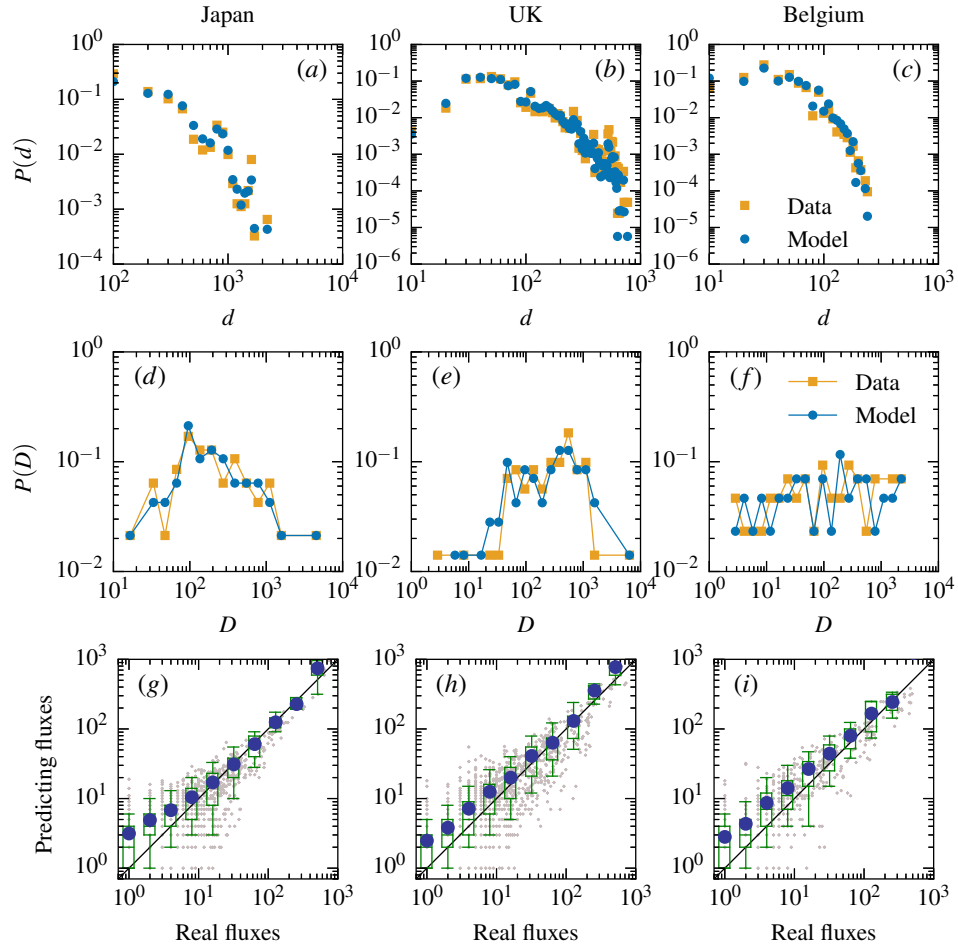 Japan UK Belgium
10^0 10^0 10^0
(a) (b) (c)
10^-1 10^-1 10^-1
P(d)
10^-2 10^-2 10^-2
10^-3 10^-3 10^-3
10^-4 10^-4 10^-4
10^-5 10^-5
10^-6 10^-6
Data
Model
10^2 10^3 10^4 10 10^2 10^3 10 10^2 10^3
d d d
10^0 10^0 10^0
(d) (e) (f)
Data
Model
P(D)
10^-1 10^-1 10^-1
10^-2 10^-2 10^-2
10 10^2 10^3 10^4 10^0 10^1 10^2 10^3 10^4 10^0 10^1 10^2 10^3 10^4
D D D
10^3 10^3 10^3
(g) (h) (i)
Predicting fluxes
10^2 10^2 10^2
10^1 10^1 10^1
10^0 10^0 10^0
10^0 10^1 10^2 10^3 10^0 10^1 10^2 10^3 10^0 10^1 10^2 10^3
Real fluxes Real fluxes Real fluxes